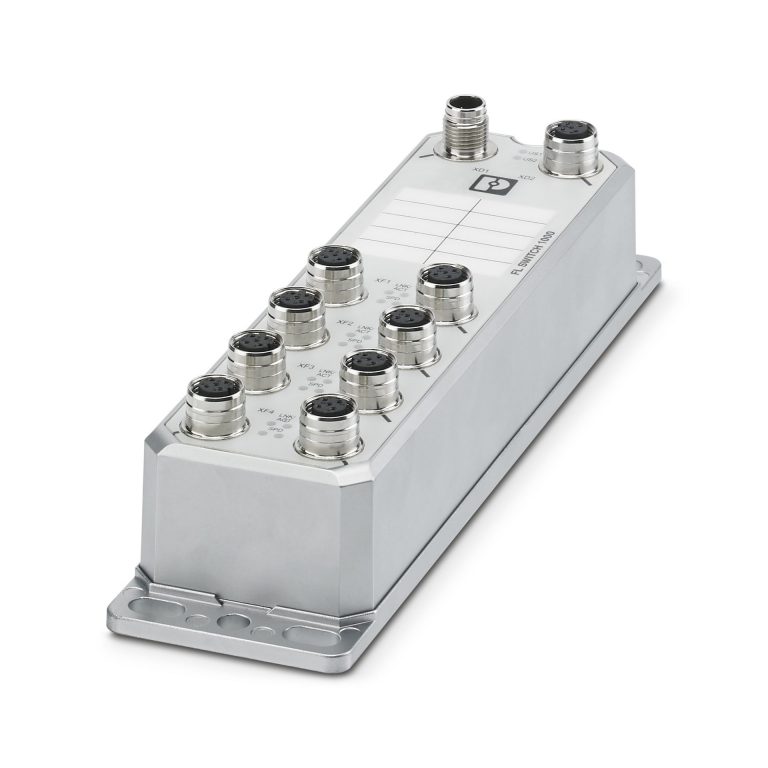 US1
US2
XD1
XD2
FL SWITCH 1000
XF1
LNK/
ACT
SPD
XF2
LNK/
ACT
SPD
XF3
LNK/
ACT
SPD
XF4
LNK/
ACT
SPD